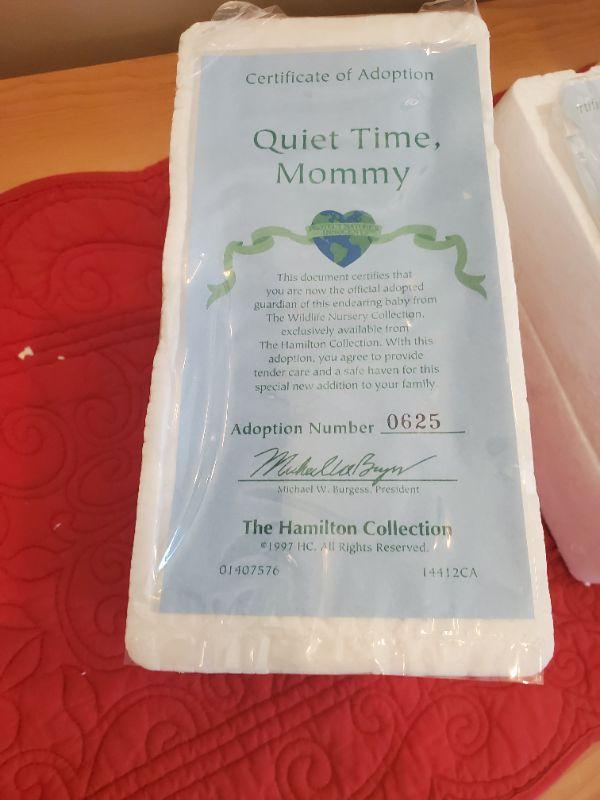 Certificate of Adoption
Quiet Time,
Mommy
PROTECT NATURE'S
INNOCENTS
This document certifies that
you are now the official adopted
guardian of this endearing baby from
The Wildlife Nursery Collection,
exclusively available from
The Hamilton Collection. With this
adoption, you agree to provide
tender care and a safe haven for this
special new addition to your family.
Adoption Number 0625
Michael W. Burgess, President
The Hamilton Collection
©1997 HC. All Rights Reserved.
01407576 14412CA